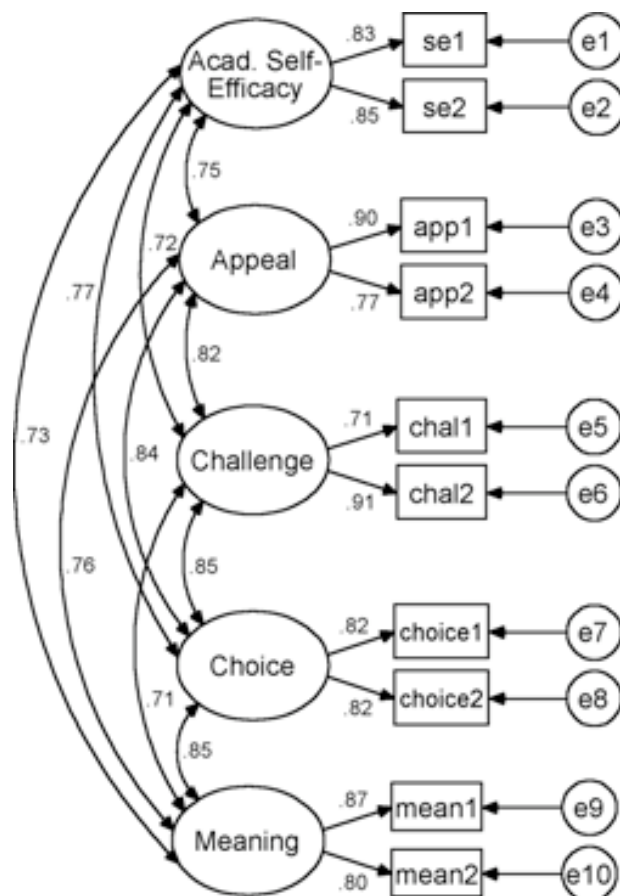 .83
se1
e1
Acad. Self-
Efficacy
.85
se2
e2
.75
.90
app1
e3
.72
Appeal
.77
app2
e4
.77
.82
.71
chal1
e5
.73
.84
Challenge
.91
chal2
e6
.76
.85
.82
choice1
e7
Choice
.82
choice2
e8
.71
.85
.87
mean1
e9
Meaning
.80
mean2
e10